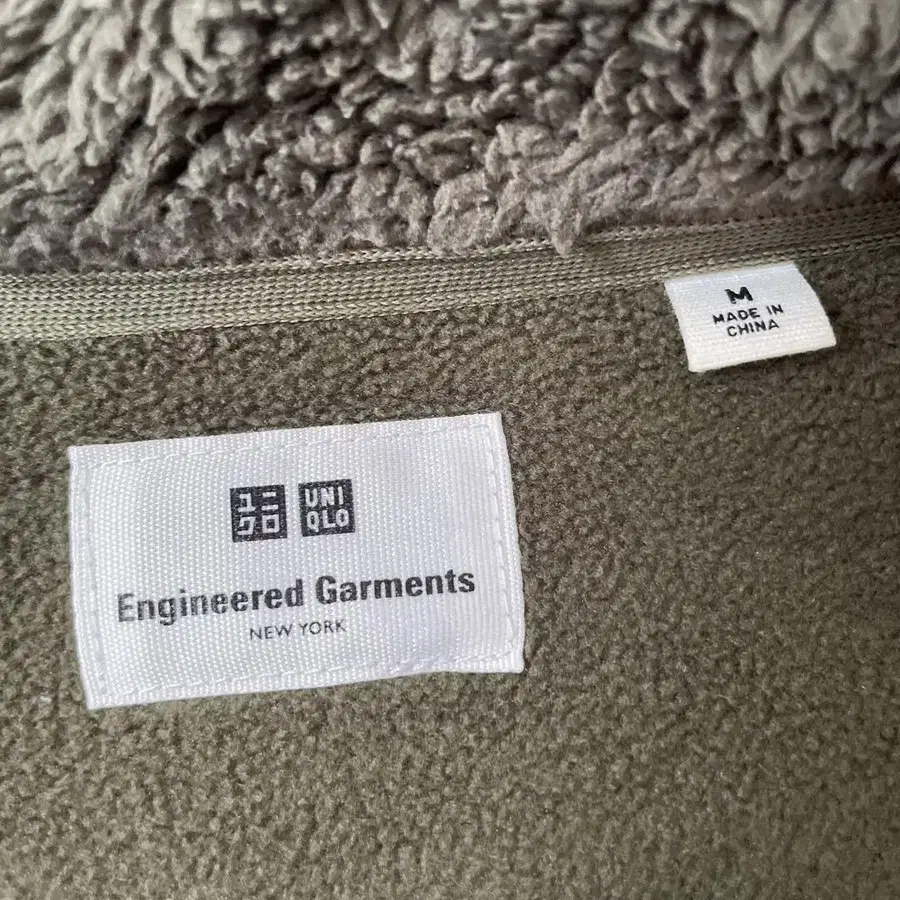 M
MADE IN
CHINA
ユニ
クロ
UNI
QLO
Engineered Garments
NEW YORK